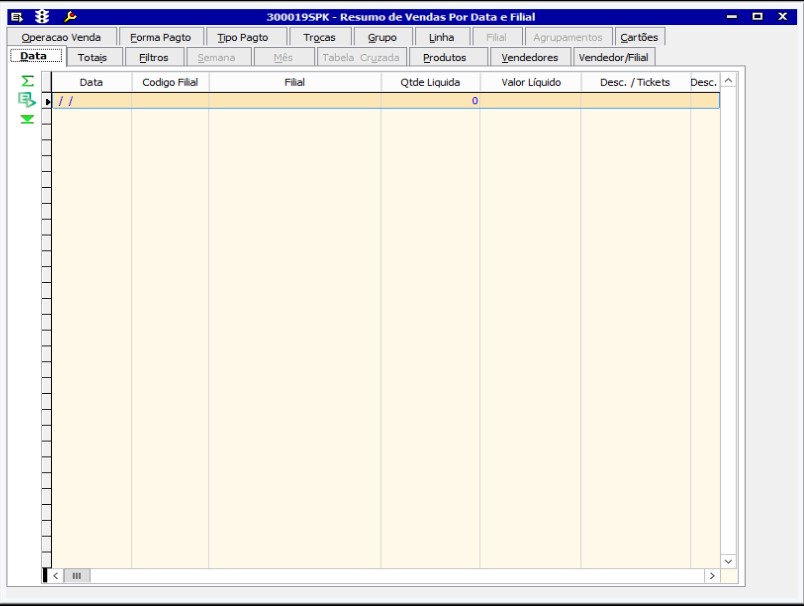 300019SPK - Resumo de Vendas Por Data e Filial
Operacao Venda Forma Pagto Tipo Pagto Trocas Grupo Linha Filial Agrupamentos Cartões
Data Totais Filtros Semana Mês Tabela Cruzada Produtos Vendedores Vendedor/Filial
Data Codigo Filial Filial Qtde Liquida Valor Líquido Desc. / Tickets Desc.
/ / 0